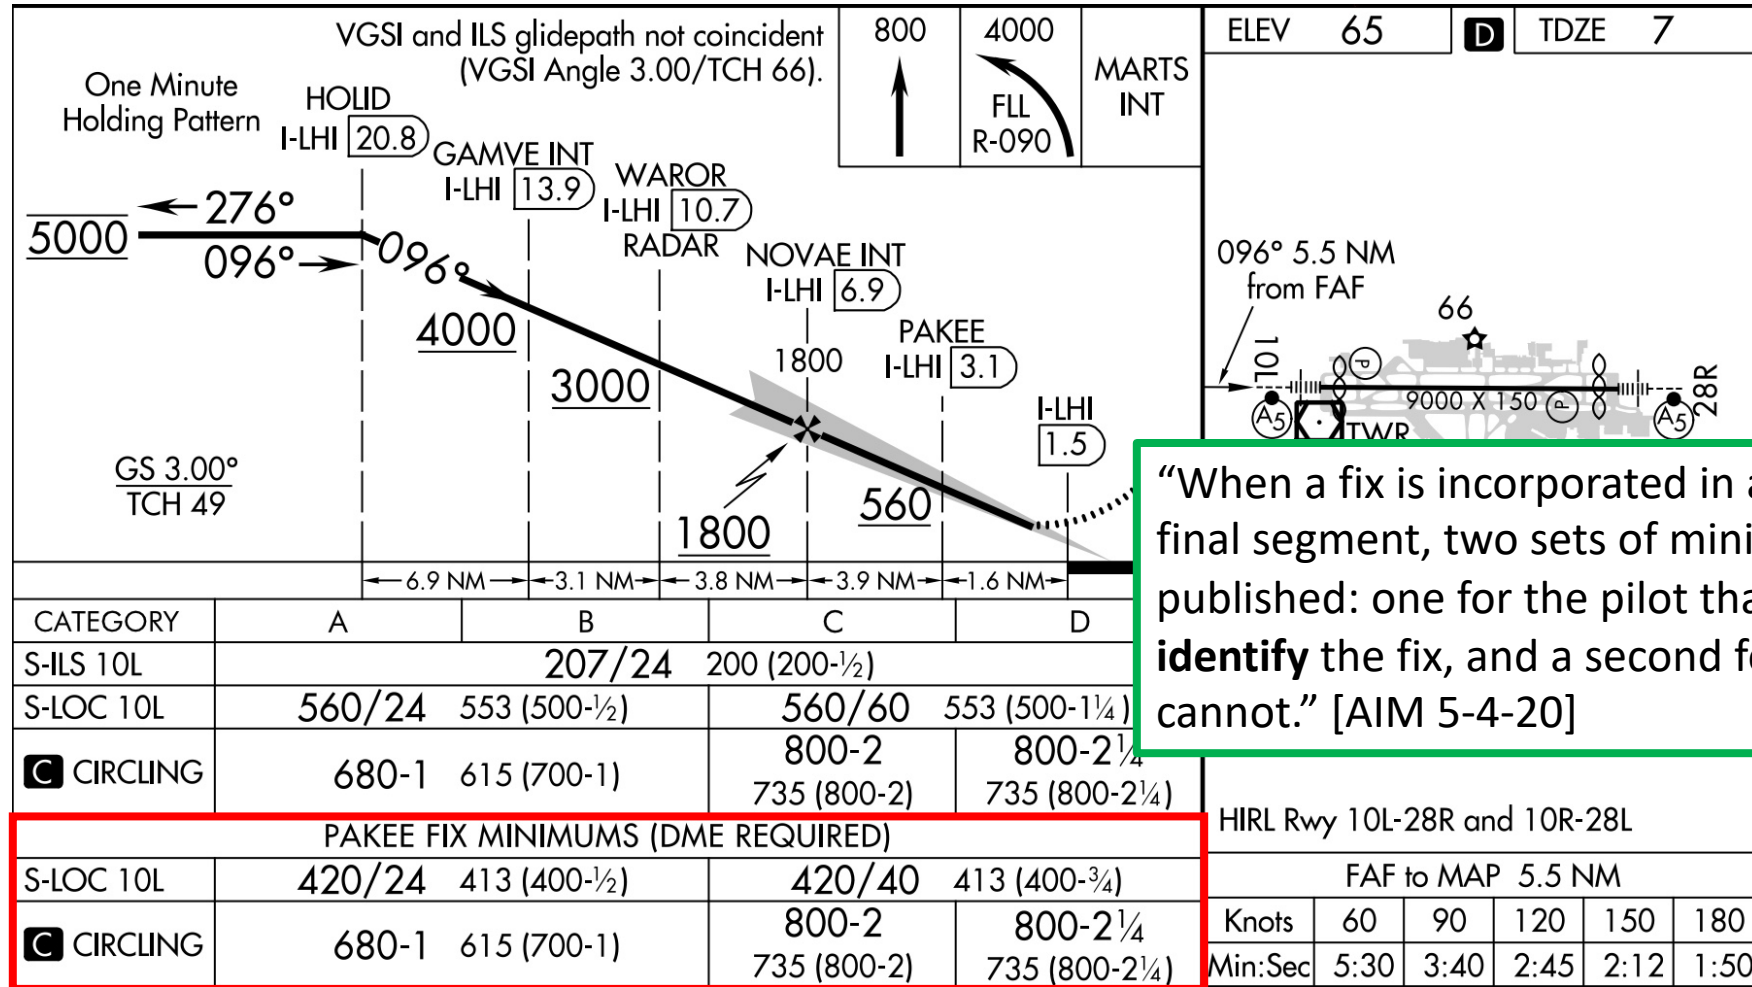 VGSI and ILS glidepath not coincident
(VGSI Angle 3.00/TCH 66).
One Minute
Holding Pattern
HOLID
I-LHI 20.8
GAMVE INT
I-LHI 13.9
WAROR
I-LHI 10.7
RADAR
NOVAE INT
I-LHI 6.9
PAKEE
I-LHI 3.1
I-LHI
1.5
800
4000
FLL
R-090
MARTS
INT
5000
276°
096°
096°
4000
3000
1800
1800
560
GS 3.00°
TCH 49
6.9 NM 3.1 NM 3.8 NM 3.9 NM 1.6 NM
ELEV 65 D TDZE 7
096° 5.5 NM
from FAF
66
10L
28R
P
9000 X 150
P
A5
A5
TWR
"When a fix is incorporated in a
final segment, two sets of mini
published: one for the pilot tha
identify the fix, and a second f
cannot." [AIM 5-4-20]
CATEGORY A B C D
S-ILS 10L 207/24 200 (200-½)
S-LOC 10L 560/24 553 (500-½) 560/60 553 (500-1¼)
C CIRCLING 680-1 615 (700-1) 800-2 735 (800-2) 800-2¼ 735 (800-2¼)
PAKEE FIX MINIMUMS (DME REQUIRED)
S-LOC 10L 420/24 413 (400-½) 420/40 413 (400-¾)
C CIRCLING 680-1 615 (700-1) 800-2 735 (800-2) 800-2¼ 735 (800-2¼)
HIRL Rwy 10L-28R and 10R-28L
FAF to MAP 5.5 NM
Knots 60 90 120 150 180
Min:Sec 5:30 3:40 2:45 2:12 1:50